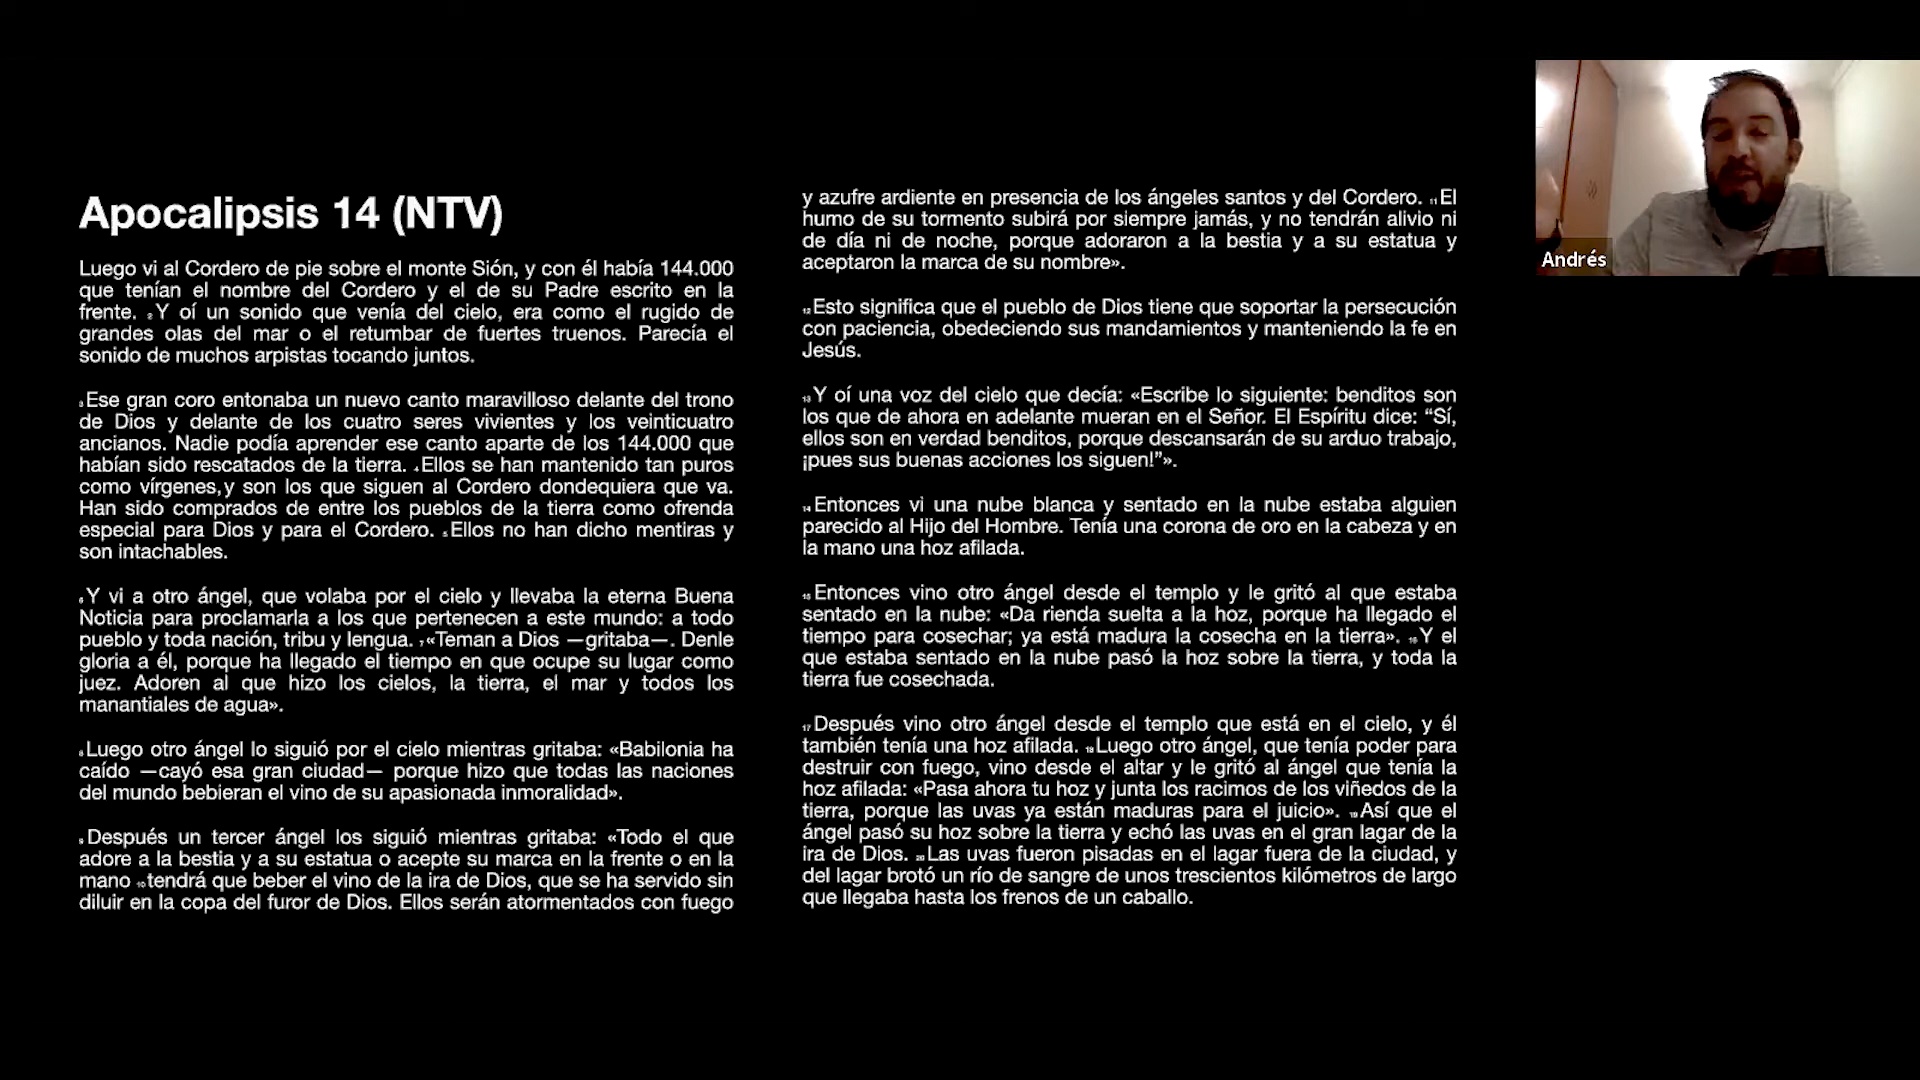 Apocalipsis 14 (NTV)
Luego vi al Cordero de pie sobre el monte Sión, y con él había 144.000
que tenían el nombre del Cordero y el de su Padre escrito en la
frente. 2 Y oí un sonido que venía del cielo, era como el rugido de
grandes olas del mar o el retumbar de fuertes truenos. Parecía el
sonido de muchos arpistas tocando juntos.
3 Ese gran coro entonaba un nuevo canto maravilloso delante del trono
de Dios y delante de los cuatro seres vivientes y los veinticuatro
ancianos. Nadie podía aprender ese canto aparte de los 144.000 que
habían sido rescatados de la tierra. 4 Ellos se han mantenido tan puros
como vírgenes,y son los que siguen al Cordero dondequiera que va.
Han sido comprados de entre los pueblos de la tierra como ofrenda
especial para Dios y para el Cordero. 5 Ellos no han dicho mentiras y
son intachables.
6 Y vi a otro ángel, que volaba por el cielo y llevaba la eterna Buena
Noticia para proclamarla a los que pertenecen a este mundo: a todo
pueblo y toda nación, tribu y lengua. 7 «Teman a Dios —gritaba—. Denle
gloria a él, porque ha llegado el tiempo en que ocupe su lugar como
juez. Adoren al que hizo los cielos, la tierra, el mar y todos los
manantiales de agua».
8 Luego otro ángel lo siguió por el cielo mientras gritaba: «Babilonia ha
caído —cayó esa gran ciudad— porque hizo que todas las naciones
del mundo bebieran el vino de su apasionada inmoralidad».
9 Después un tercer ángel los siguió mientras gritaba: «Todo el que
adore a la bestia y a su estatua o acepte su marca en la frente o en la
mano 10 tendrá que beber el vino de la ira de Dios, que se ha servido sin
diluir en la copa del furor de Dios. Ellos serán atormentados con fuego
y azufre ardiente en presencia de los ángeles santos y del Cordero. 11 El
humo de su tormento subirá por siempre jamás, y no tendrán alivio ni
de día ni de noche, porque adoraron a la bestia y a su estatua y
aceptaron la marca de su nombre».
12 Esto significa que el pueblo de Dios tiene que soportar la persecución
con paciencia, obedeciendo sus mandamientos y manteniendo la fe en
Jesús.
13 Y oí una voz del cielo que decía: «Escribe lo siguiente: benditos son
los que de ahora en adelante mueran en el Señor. El Espíritu dice: “Sí,
ellos son en verdad benditos, porque descansarán de su arduo trabajo,
¡pues sus buenas acciones los siguen!”».
14 Entonces vi una nube blanca y sentado en la nube estaba alguien
parecido al Hijo del Hombre. Tenía una corona de oro en la cabeza y en
la mano una hoz afilada.
15 Entonces vino otro ángel desde el templo y le gritó al que estaba
sentado en la nube: «Da rienda suelta a la hoz, porque ha llegado el
tiempo para cosechar; ya está madura la cosecha en la tierra». 16 Y el
que estaba sentado en la nube pasó la hoz sobre la tierra, y toda la
tierra fue cosechada.
17 Después vino otro ángel desde el templo que está en el cielo, y él
también tenía una hoz afilada. 18 Luego otro ángel, que tenía poder para
destruir con fuego, vino desde el altar y le gritó al ángel que tenía la
hoz afilada: «Pasa ahora tu hoz y junta los racimos de los viñedos de la
tierra, porque las uvas ya están maduras para el juicio». 19 Así que el
ángel pasó su hoz sobre la tierra y echó las uvas en el gran lagar de la
ira de Dios. 20 Las uvas fueron pisadas en el lagar fuera de la ciudad, y
del lagar brotó un río de sangre de unos trescientos kilómetros de largo
que llegaba hasta los frenos de un caballo.
Andrés